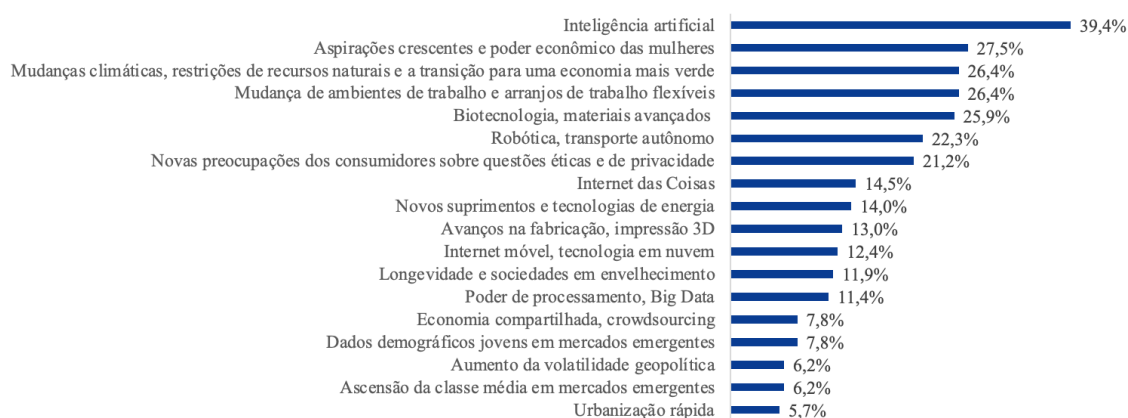 Inteligência artificial 39,4%
Aspirações crescentes e poder econômico das mulheres 27,5%
Mudanças climáticas, restrições de recursos naturais e a transição para uma economia mais verde 26,4%
Mudança de ambientes de trabalho e arranjos de trabalho flexíveis 26,4%
Biotecnologia, materiais avançados 25,9%
Robótica, transporte autônomo 22,3%
Novas preocupações dos consumidores sobre questões éticas e de privacidade 21,2%
Internet das Coisas 14,5%
Novos suprimentos e tecnologias de energia 14,0%
Avanços na fabricação, impressão 3D 13,0%
Internet móvel, tecnologia em nuvem 12,4%
Longevidade e sociedades em envelhecimento 11,9%
Poder de processamento, Big Data 11,4%
Economia compartilhada, crowdsourcing 7,8%
Dados demográficos jovens em mercados emergentes 7,8%
Aumento da volatilidade geopolítica 6,2%
Ascensão da classe média em mercados emergentes 6,2%
Urbanização rápida 5,7%